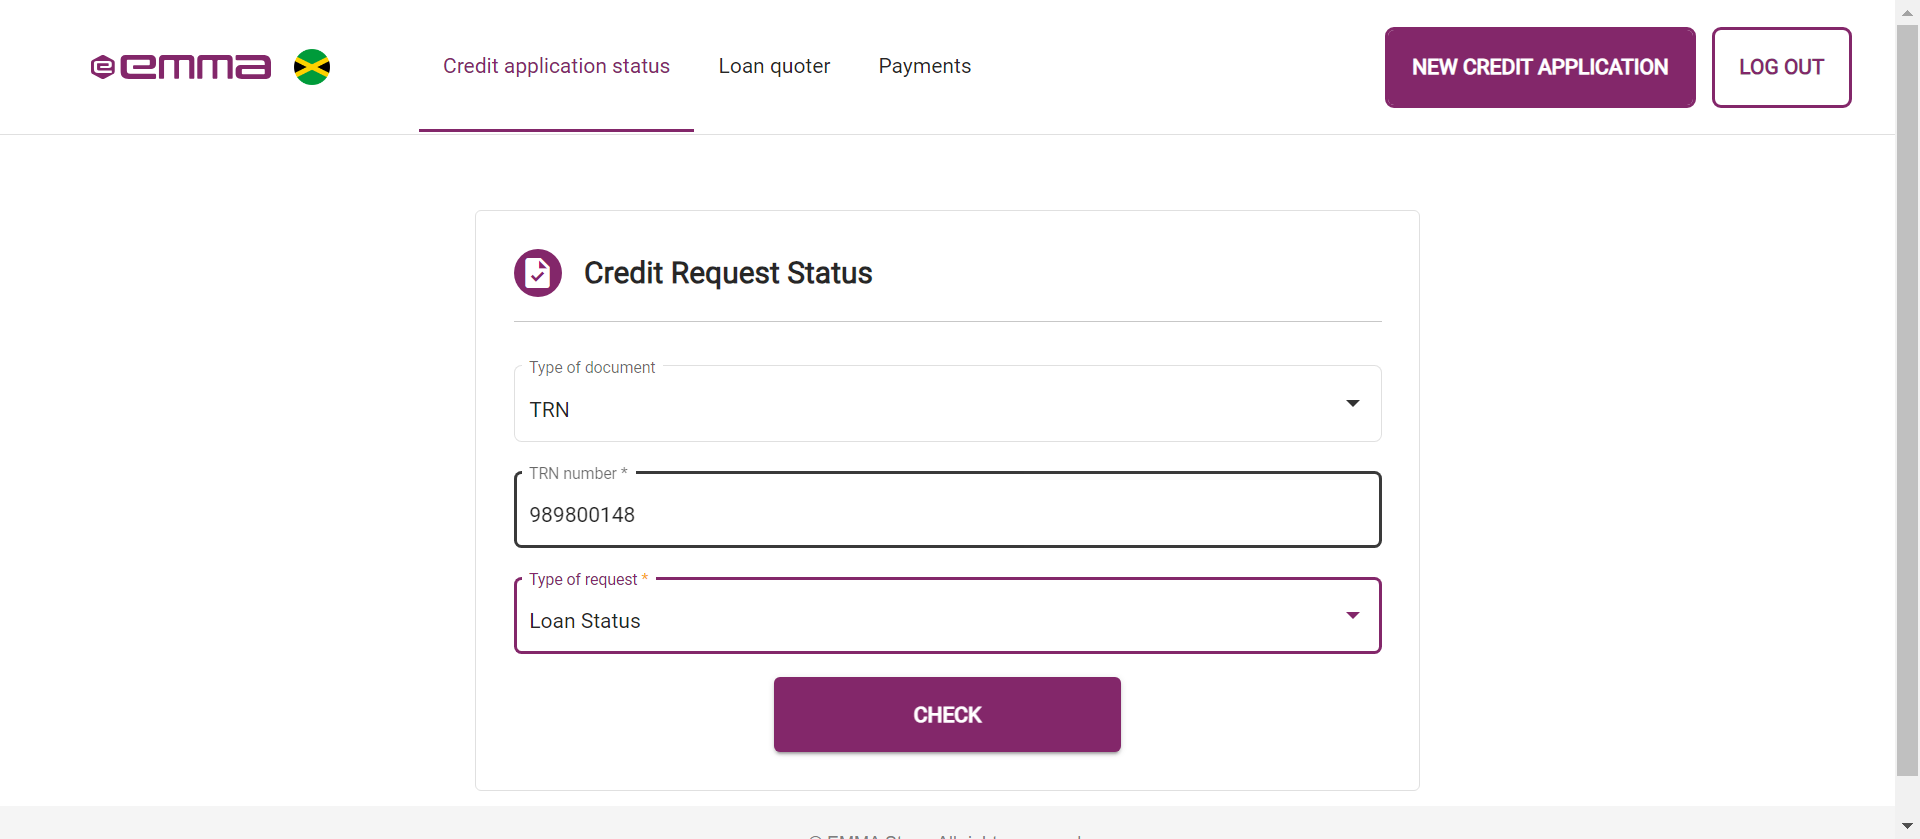 emma
Credit application status
Loan quoter
Payments
NEW CREDIT APPLICATION
LOG OUT
Credit Request Status
Type of document
TRN
TRN number *
989800148
Type of request *
Loan Status
CHECK